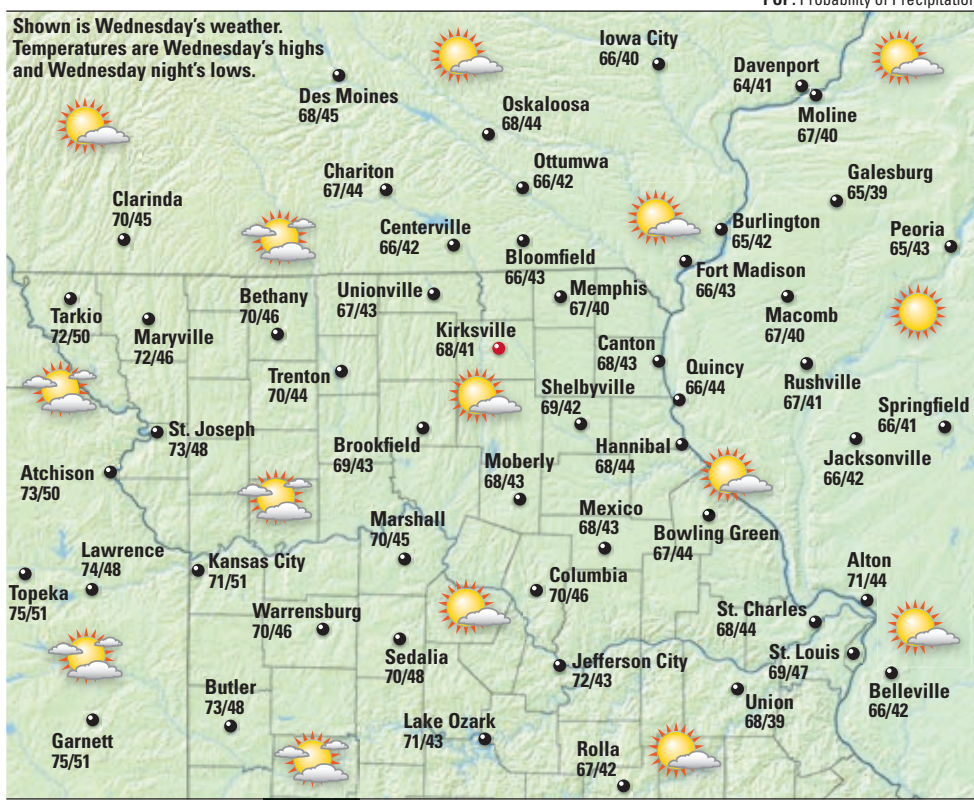 POP: Probability of Precipitation
Shown is Wednesday's weather.
Temperatures are Wednesday's highs
and Wednesday night's lows.
Iowa City
66/40
Davenport
64/41
Des Moines
68/45
Moline
67/40
Oskaloosa
68/44
Chariton
67/44
Ottumwa
66/42
Galesburg
65/39
Clarinda
70/45
Centerville
66/42
Burlington
65/42
Peoria
65/43
Bloomfield
66/43
Fort Madison
66/43
Tarkio
72/50
Maryville
72/46
Bethany
70/46
Unionville
67/43
Memphis
67/40
Macomb
67/40
Kirksville
68/41
Canton
68/43
Trenton
70/44
Shelbyville
69/42
Quincy
66/44
Rushville
67/41
Springfield
66/41
St. Joseph
73/48
Brookfield
69/43
Hannibal
68/44
Jacksonville
66/42
Atchison
73/50
Moberly
68/43
Mexico
68/43
Bowling Green
67/44
Marshall
70/45
Lawrence
74/48
Kansas City
71/51
Alton
71/44
Topeka
75/51
Columbia
70/46
Warrensburg
70/46
St. Charles
68/44
Sedalia
70/48
Jefferson City
72/43
St. Louis
69/47
Butler
73/48
Union
68/39
Belleville
66/42
Garnett
75/51
Lake Ozark
71/43
Rolla
67/42